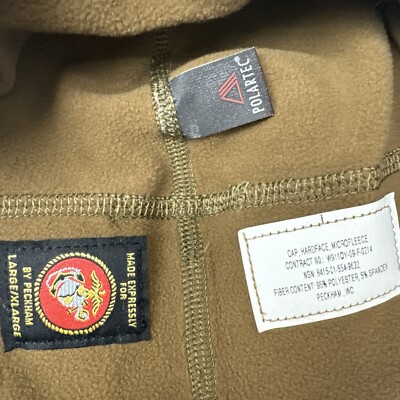 POLARTEC
MADE EXPRESSLY
FOR
BY PECKHAM
LARGE/XLARGE
CAP, HARDFACE, MICROFLEECE
CONTRACT NO. W911QY-09-F-0214
NSN 8415-01-554-9632
FIBER CONTENT: 95% POLYESTER, 5% SPANDEX
PECKHAM, INC.